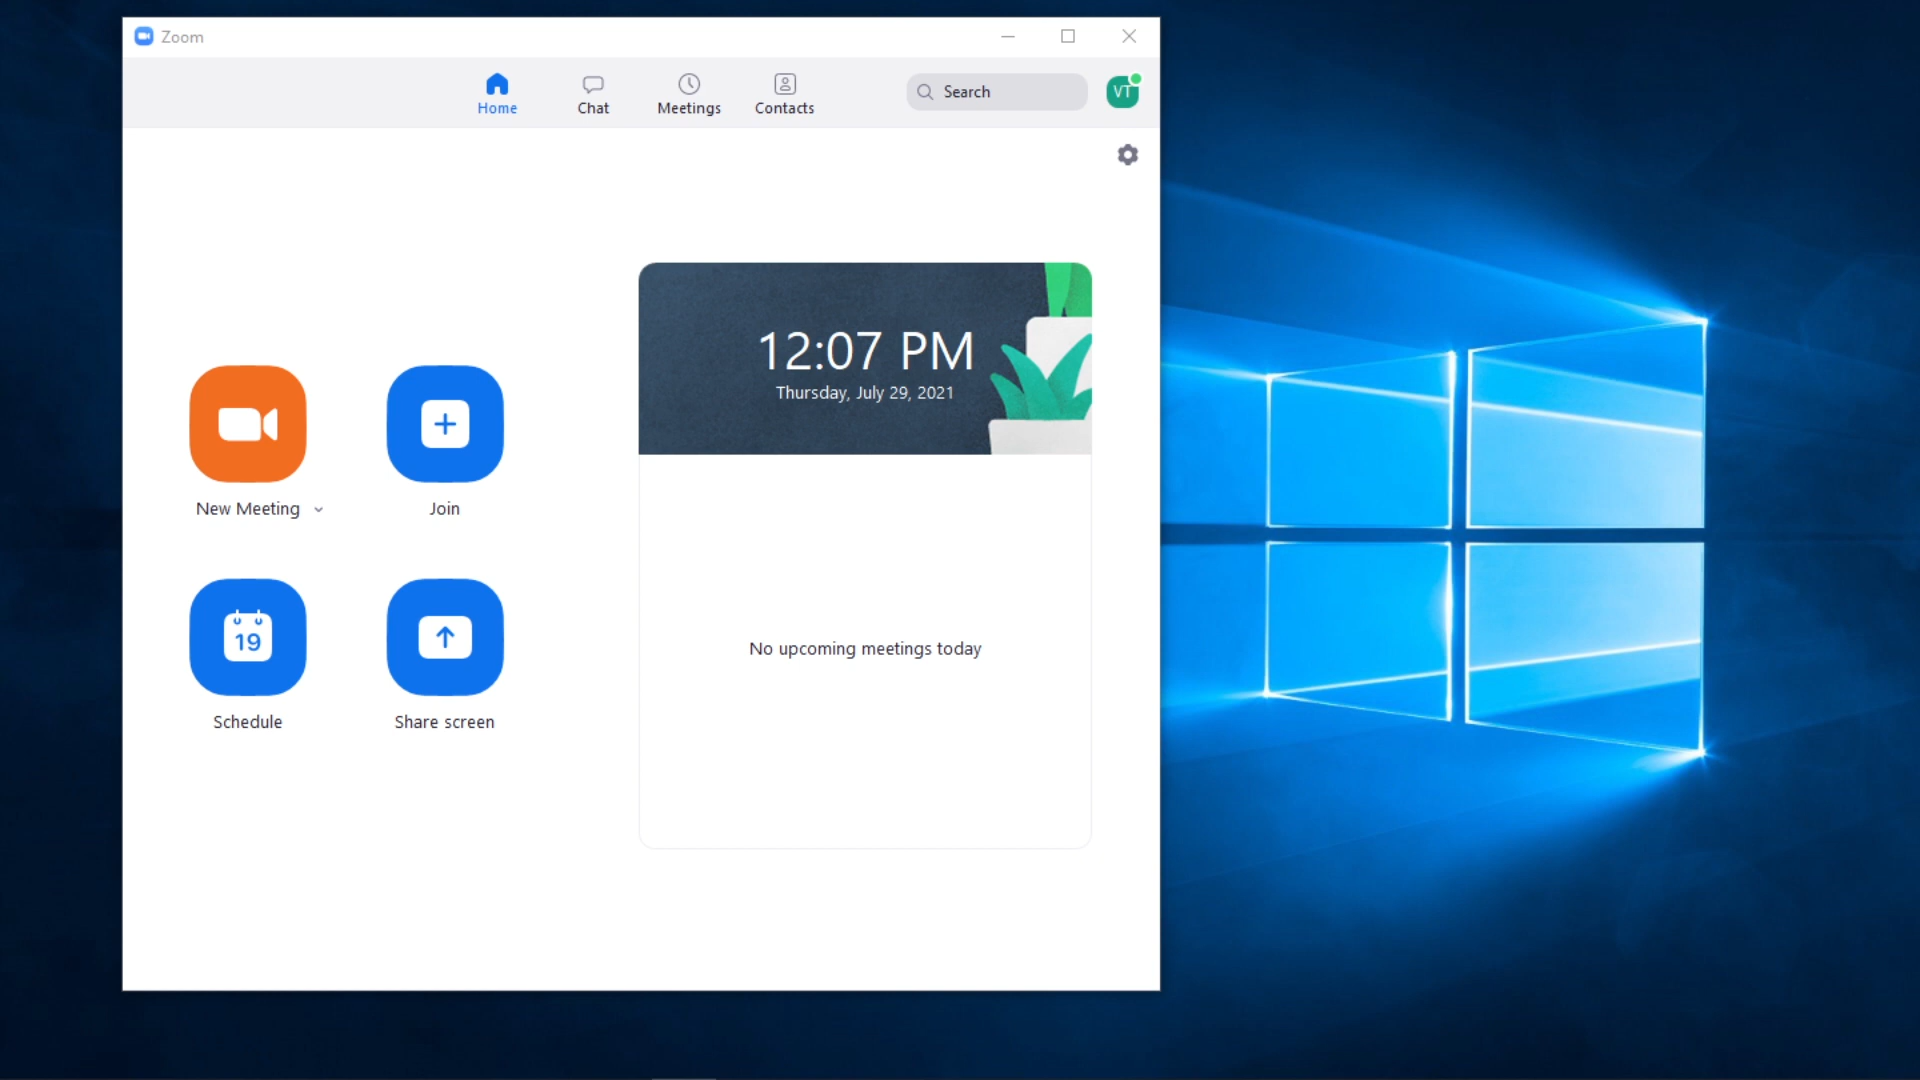 Zoom
Home
Chat
Meetings
Contacts
Search
VT
12:07 PM
Thursday, July 29, 2021
New Meeting
Join
19
Schedule
Share screen
No upcoming meetings today